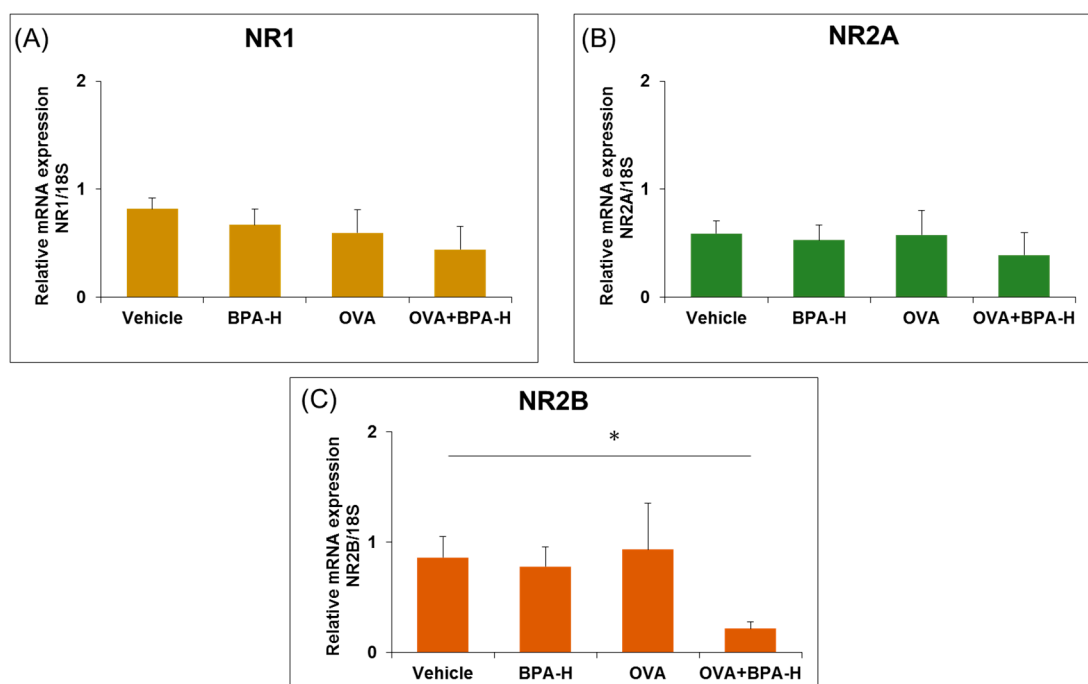 (A)
NR1
Relative mRNA expression
NR1/18S
2
1
0
Vehicle BPA-H OVA OVA+BPA-H
(B)
NR2A
Relative mRNA expression
NR2A/18S
2
1
0
Vehicle BPA-H OVA OVA+BPA-H
(C)
NR2B
Relative mRNA expression
NR2B/18S
2
1
0
*
Vehicle BPA-H OVA OVA+BPA-H